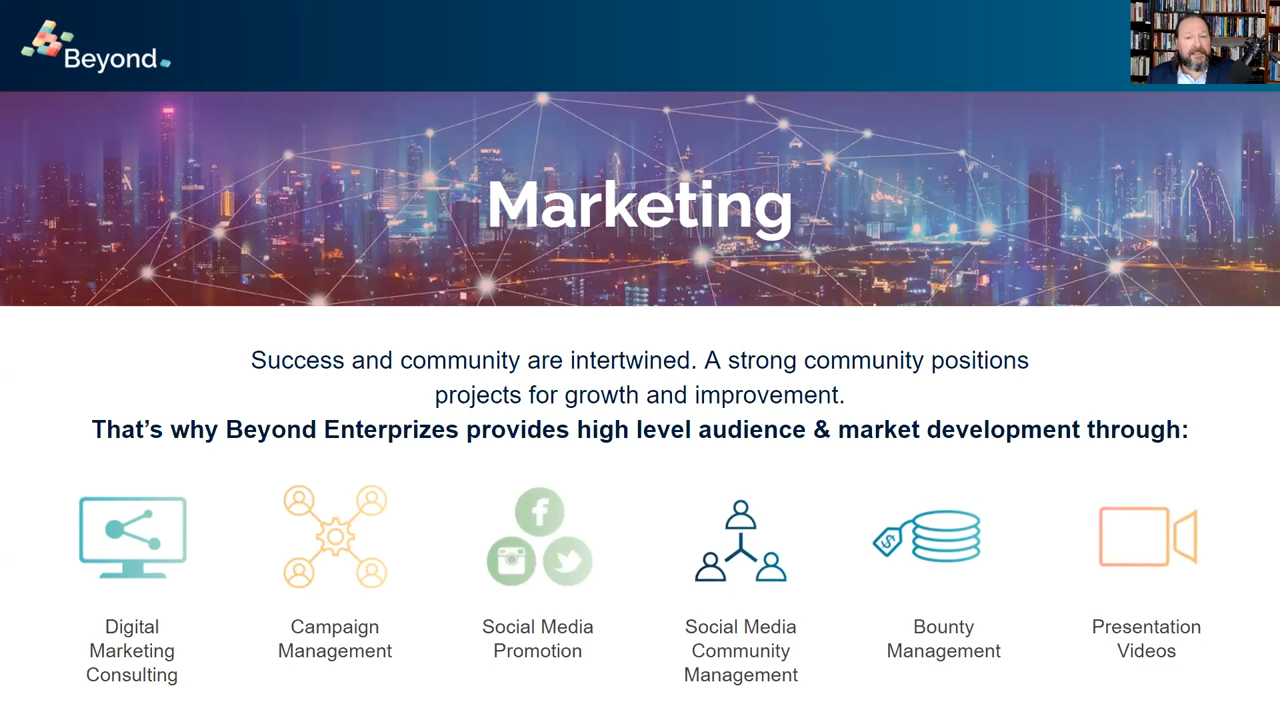 Beyond.
Marketing
Success and community are intertwined. A strong community positions
projects for growth and improvement.
That's why Beyond Enterprizes provides high level audience & market development through:
Digital
Marketing
Consulting
Campaign
Management
Social Media
Promotion
Social Media
Community
Management
Bounty
Management
Presentation
Videos